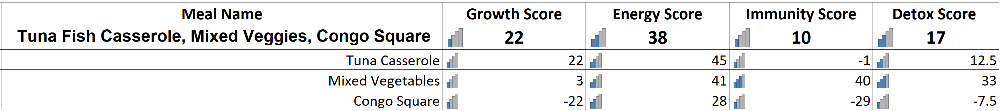 Meal Name Growth Score Energy Score Immunity Score Detox Score
Tuna Fish Casserole, Mixed Veggies, Congo Square 22 38 10 17
Tuna Casserole 22 45 -1 12.5
Mixed Vegetables 3 41 40 33
Congo Square -22 28 -29 -7.5